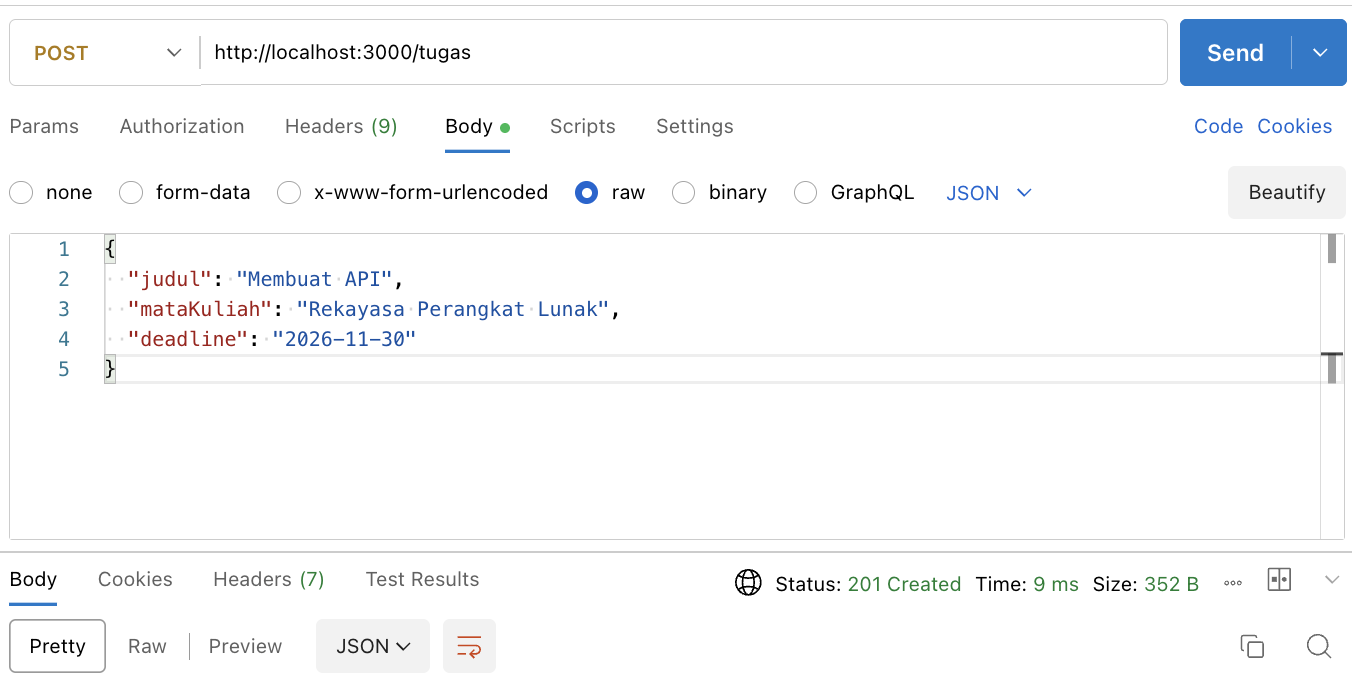 POST http://localhost:3000/tugas Send
Params Authorization Headers (9) Body Scripts Settings Code Cookies
none form-data x-www-form-urlencoded raw binary GraphQL JSON Beautify
1 {
2 "judul": "Membuat API",
3 "mataKuliah": "Rekayasa Perangkat Lunak",
4 "deadline": "2026-11-30"
5 }
Body Cookies Headers (7) Test Results Status: 201 Created Time: 9 ms Size: 352 B
Pretty Raw Preview JSON